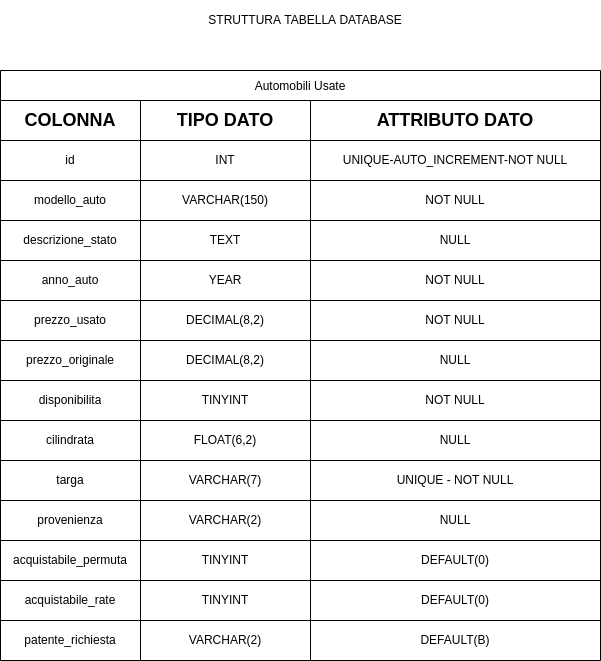 STRUTTURA TABELLA DATABASE
Automobili Usate
COLONNA TIPO DATO ATTRIBUTO DATO
id INT UNIQUE-AUTO_INCREMENT-NOT NULL
modello_auto VARCHAR(150) NOT NULL
descrizione_stato TEXT NULL
anno_auto YEAR NOT NULL
prezzo_usato DECIMAL(8,2) NOT NULL
prezzo_originale DECIMAL(8,2) NULL
disponibilita TINYINT NOT NULL
cilindrata FLOAT(6,2) NULL
targa VARCHAR(7) UNIQUE - NOT NULL
provenienza VARCHAR(2) NULL
acquistabile_permuta TINYINT DEFAULT(0)
acquistabile_rate TINYINT DEFAULT(0)
patente_richiesta VARCHAR(2) DEFAULT(B)